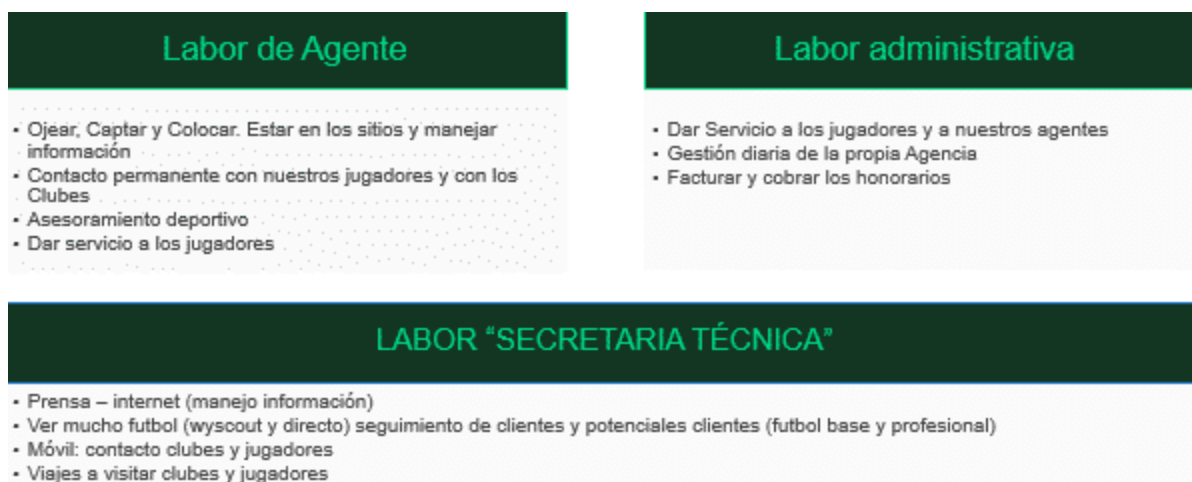 Labor de Agente
• Ojear, Captar y Colocar. Estar en los sitios y manejar
información
• Contacto permanente con nuestros jugadores y con los
Clubes
• Asesoramiento deportivo
• Dar servicio a los jugadores
Labor administrativa
• Dar Servicio a los jugadores y a nuestros agentes
• Gestión diaria de la propia Agencia
• Facturar y cobrar los honorarios
LABOR “SECRETARIA TÉCNICA”
• Prensa – internet (manejo información)
• Ver mucho futbol (wyscout y directo) seguimiento de clientes y potenciales clientes (futbol base y profesional)
• Móvil: contacto clubes y jugadores
• Viajes a visitar clubes y jugadores